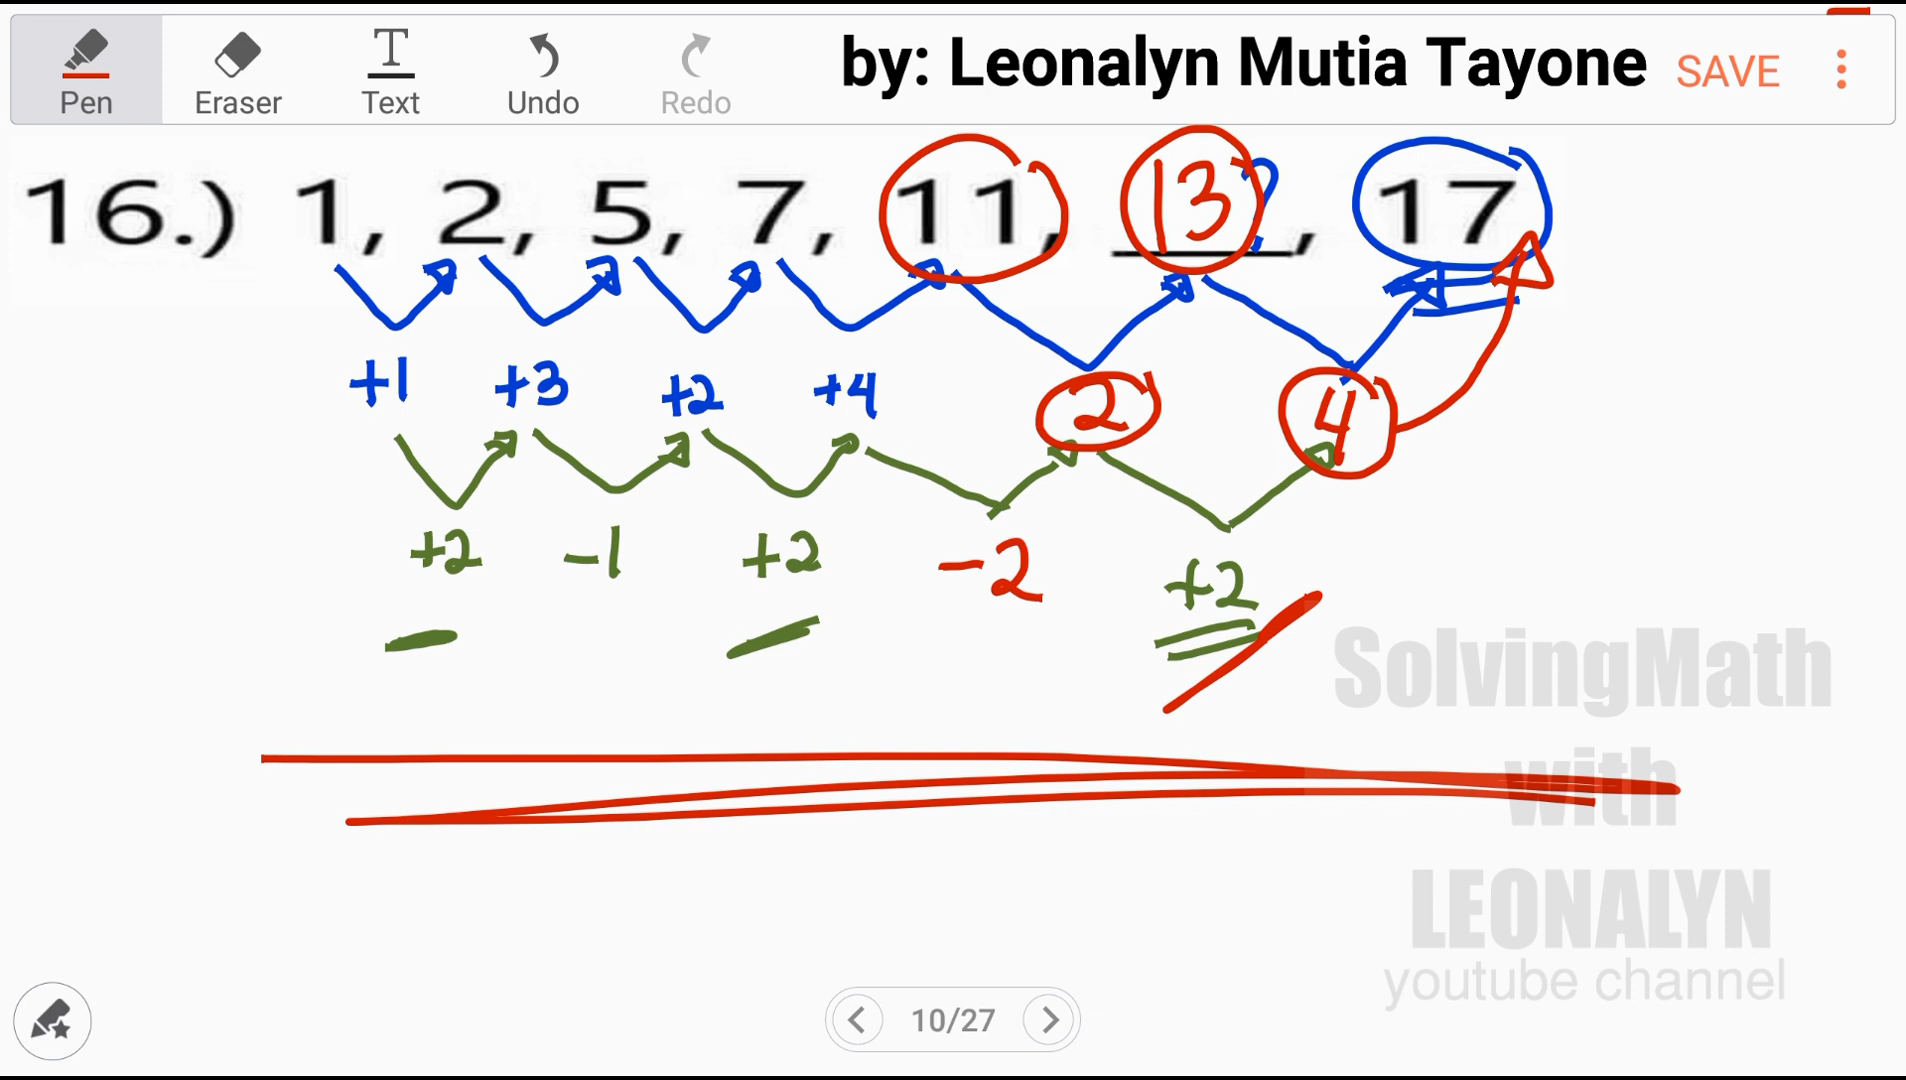 by: Leonalyn Mutia Tayone
SAVE
Pen
Eraser
Text
Undo
Redo
16.) 1, 2, 5, 7, 11, 13?, 17
+1 +3 +2 +4 2 4
+2 -1 +2 -2 +2
SolvingMath
with
LEONALYN
youtube channel
10/27